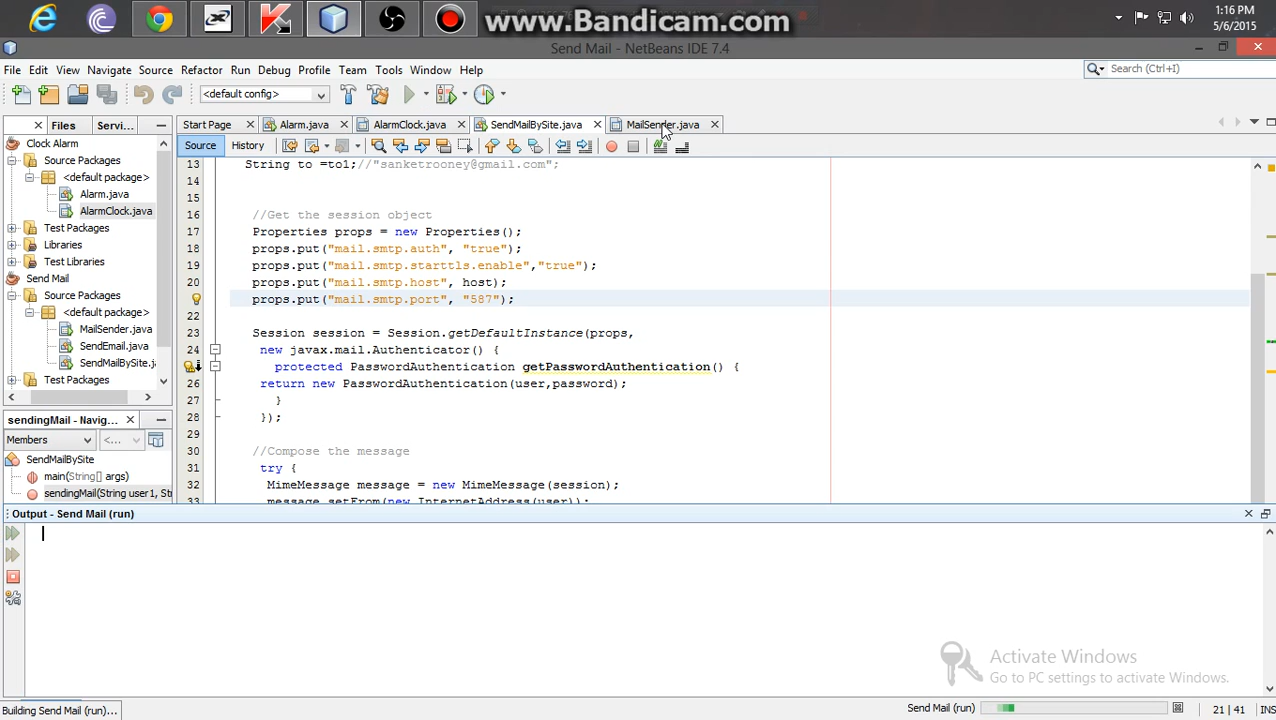 www.Bandicam.com
1:16 PM
5/6/2015
Send Mail - NetBeans IDE 7.4
File Edit View Navigate Source Refactor Run Debug Profile Team Tools Window Help
Search (Ctrl+I)
<default config>
Files Servi...
Start Page Alarm.java AlarmClock.java SendMailBySite.java MailSender.java
Source History
Clock Alarm
Source Packages
<default package>
Alarm.java
AlarmClock.java
Test Packages
Libraries
Test Libraries
Send Mail
Source Packages
<default package>
MailSender.java
SendEmail.java
SendMailBySite.j
Test Packages
sendingMail - Navig...
Members <...
SendMailBySite
main(String[] args)
sendingMail(String user1, St
13 String to =to1;//"sanketrooney@gmail.com";
14
15
16 //Get the session object
17 Properties props = new Properties();
18 props.put("mail.smtp.auth", "true");
19 props.put("mail.smtp.starttls.enable","true");
20 props.put("mail.smtp.host", host);
props.put("mail.smtp.port", "587");
22
23 Session session = Session.getDefaultInstance(props,
24 new javax.mail.Authenticator() {
protected PasswordAuthentication getPasswordAuthentication() {
26 return new PasswordAuthentication(user,password);
27 }
28 });
29
30 //Compose the message
31 try {
32 MimeMessage message = new MimeMessage(session);
33 message.setFrom(new InternetAddress(user));
Output - Send Mail (run)
Activate Windows
Go to PC settings to activate Windows.
Building Send Mail (run)...
Send Mail (run)
21 | 41 INS